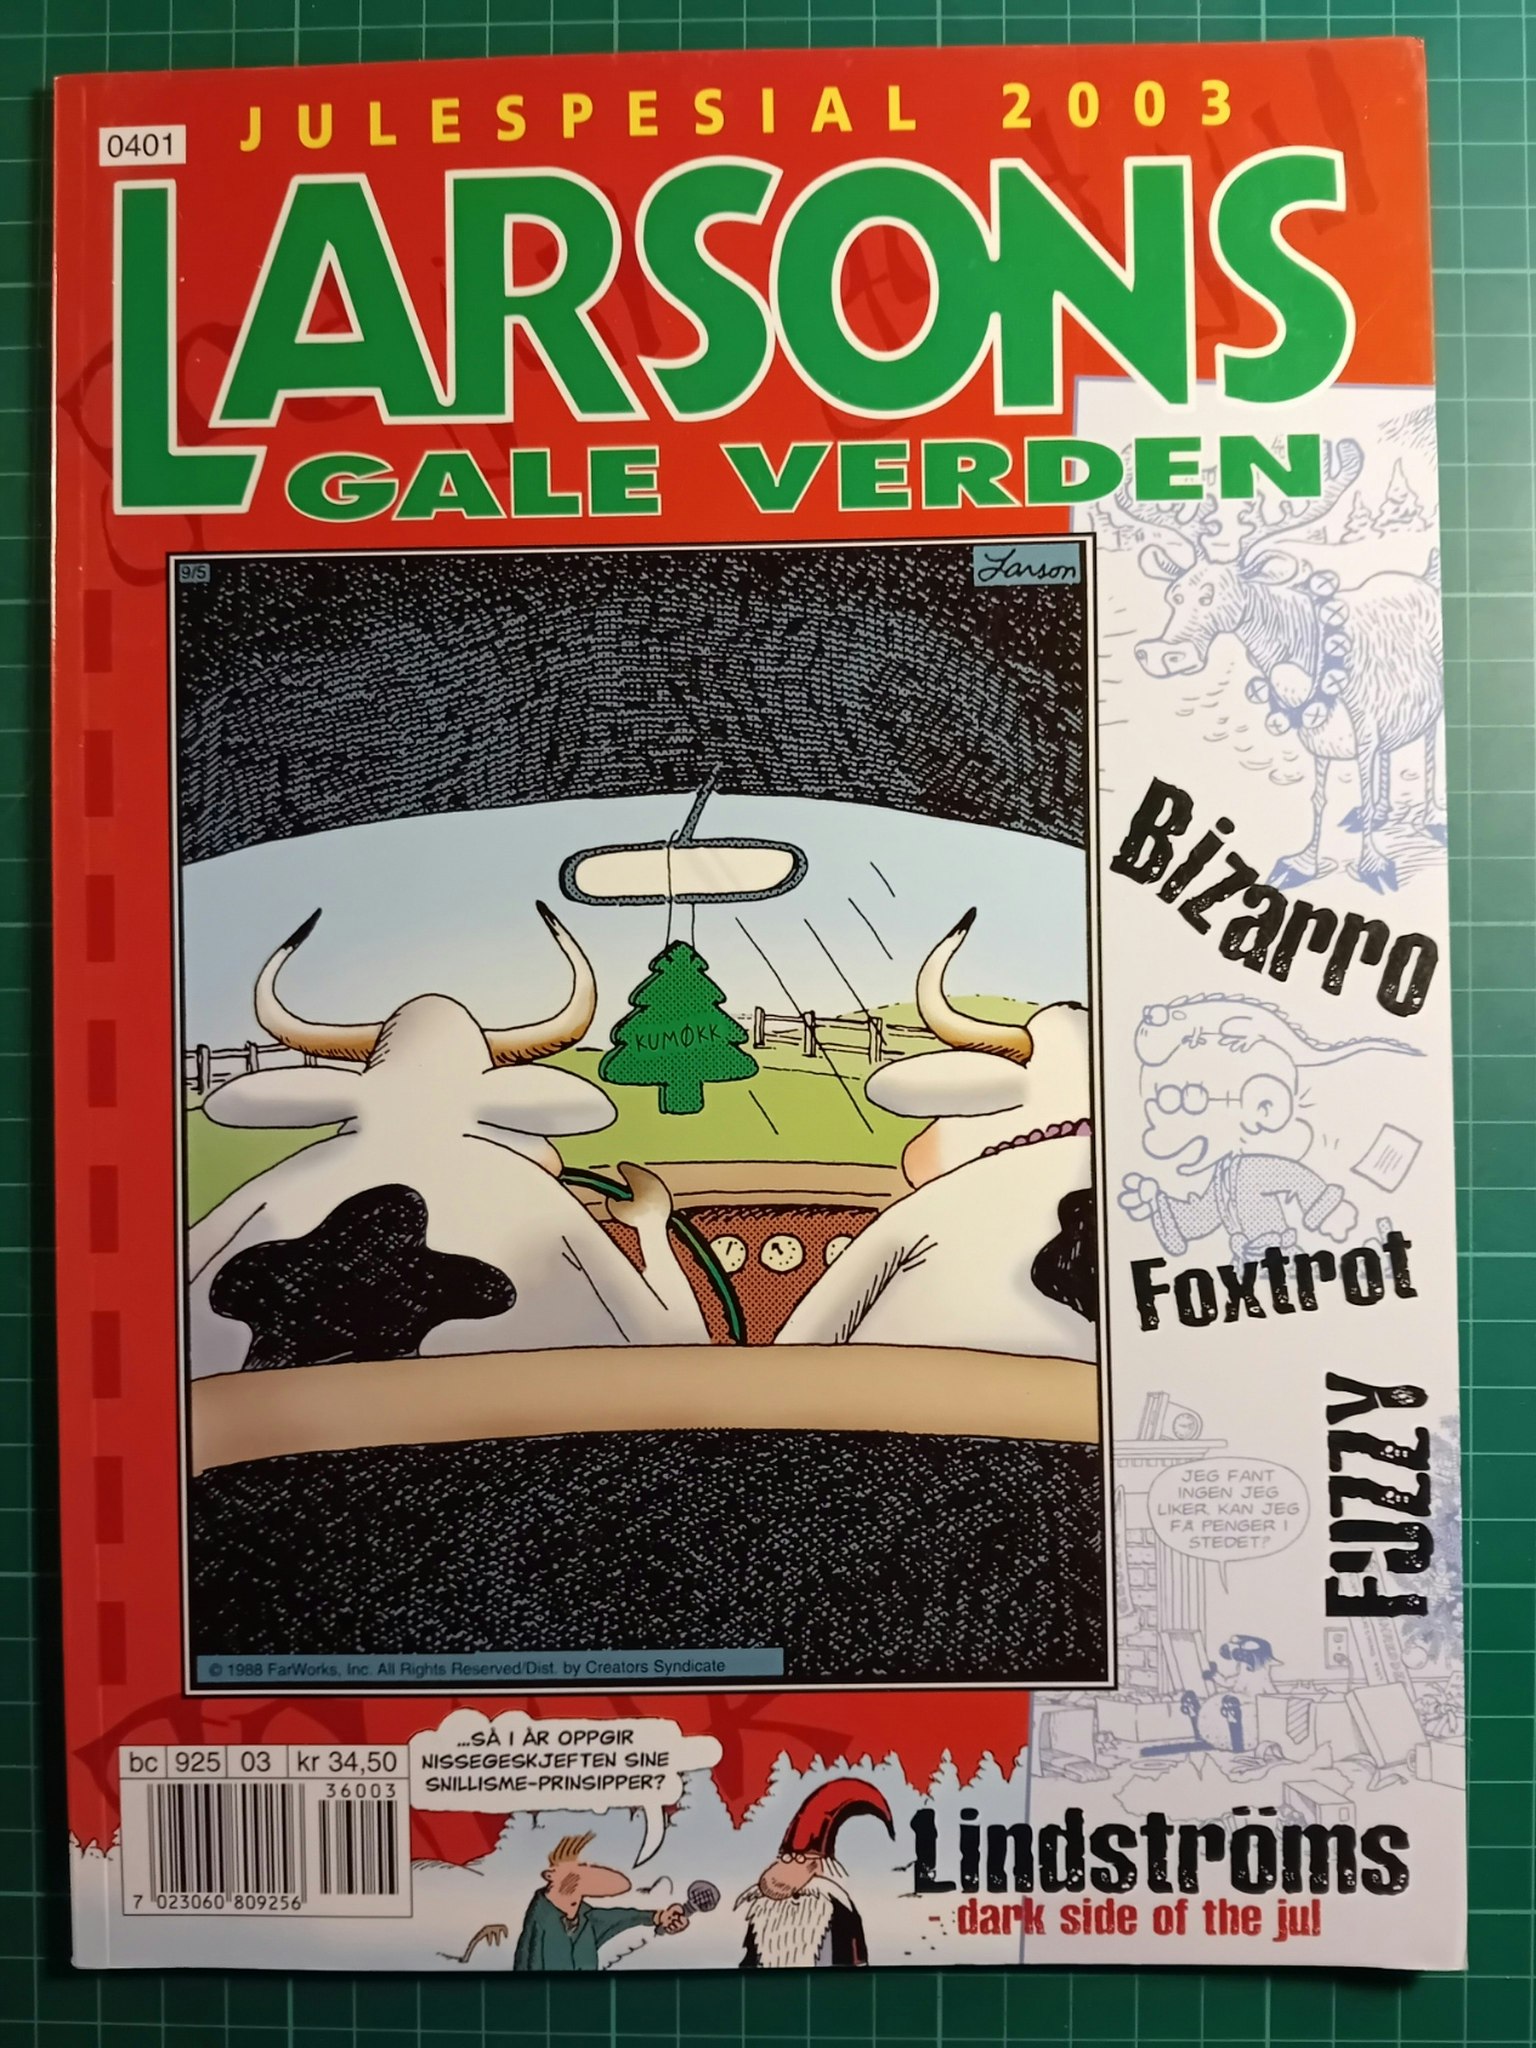 JULESPESIAL 2003
0401
LARSONS
GALE VERDEN
9/5
Larson
KUMØKK
Bizarro
Foxtrot
FUZZY
JEG FANT
INGEN JEG
LIKER. KAN JEG
FÅ PENGER I
STEDET?
© 1988 FarWorks, Inc. All Rights Reserved/Dist. by Creators Syndicate
...SÅ I ÅR OPPGIR
NISSEGESKJEFTEN SINE
SNILLISME-PRINSIPPER?
bc 925 03 kr 34,50
36003
7 023060 809256
Lindströms
- dark side of the jul